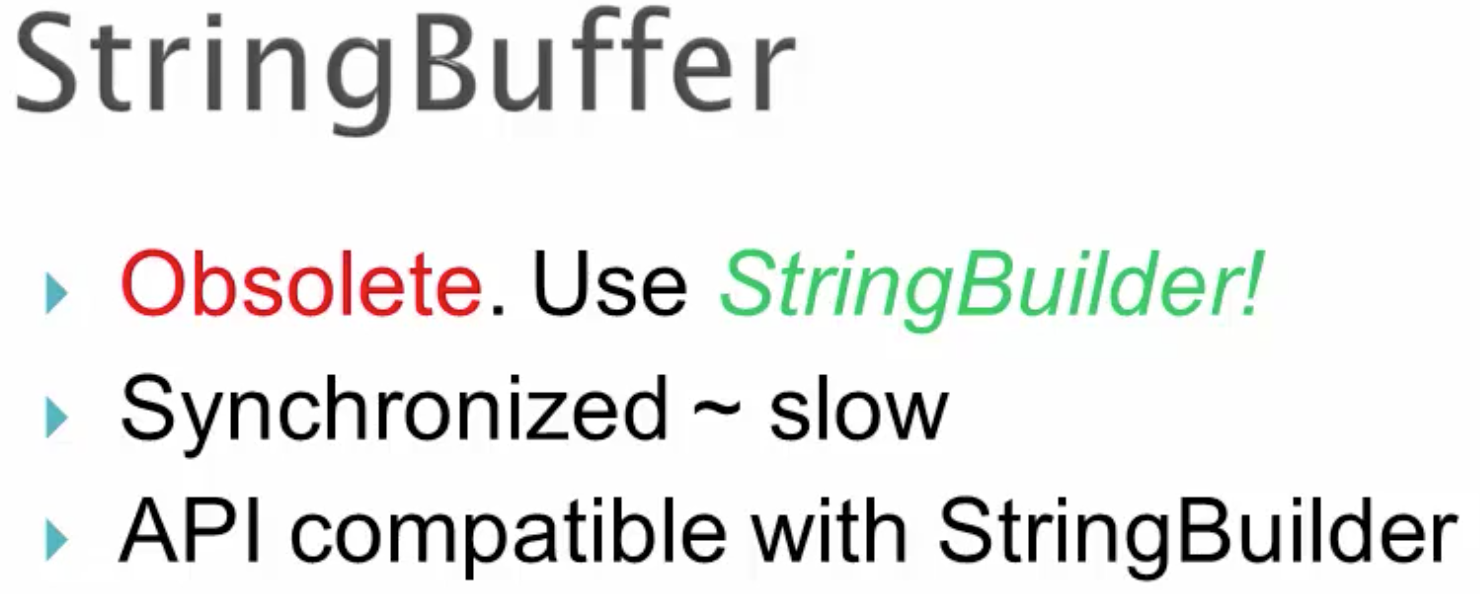 StringBuffer
Obsolete. Use StringBuilder!
Synchronized ~ slow
API compatible with StringBuilder